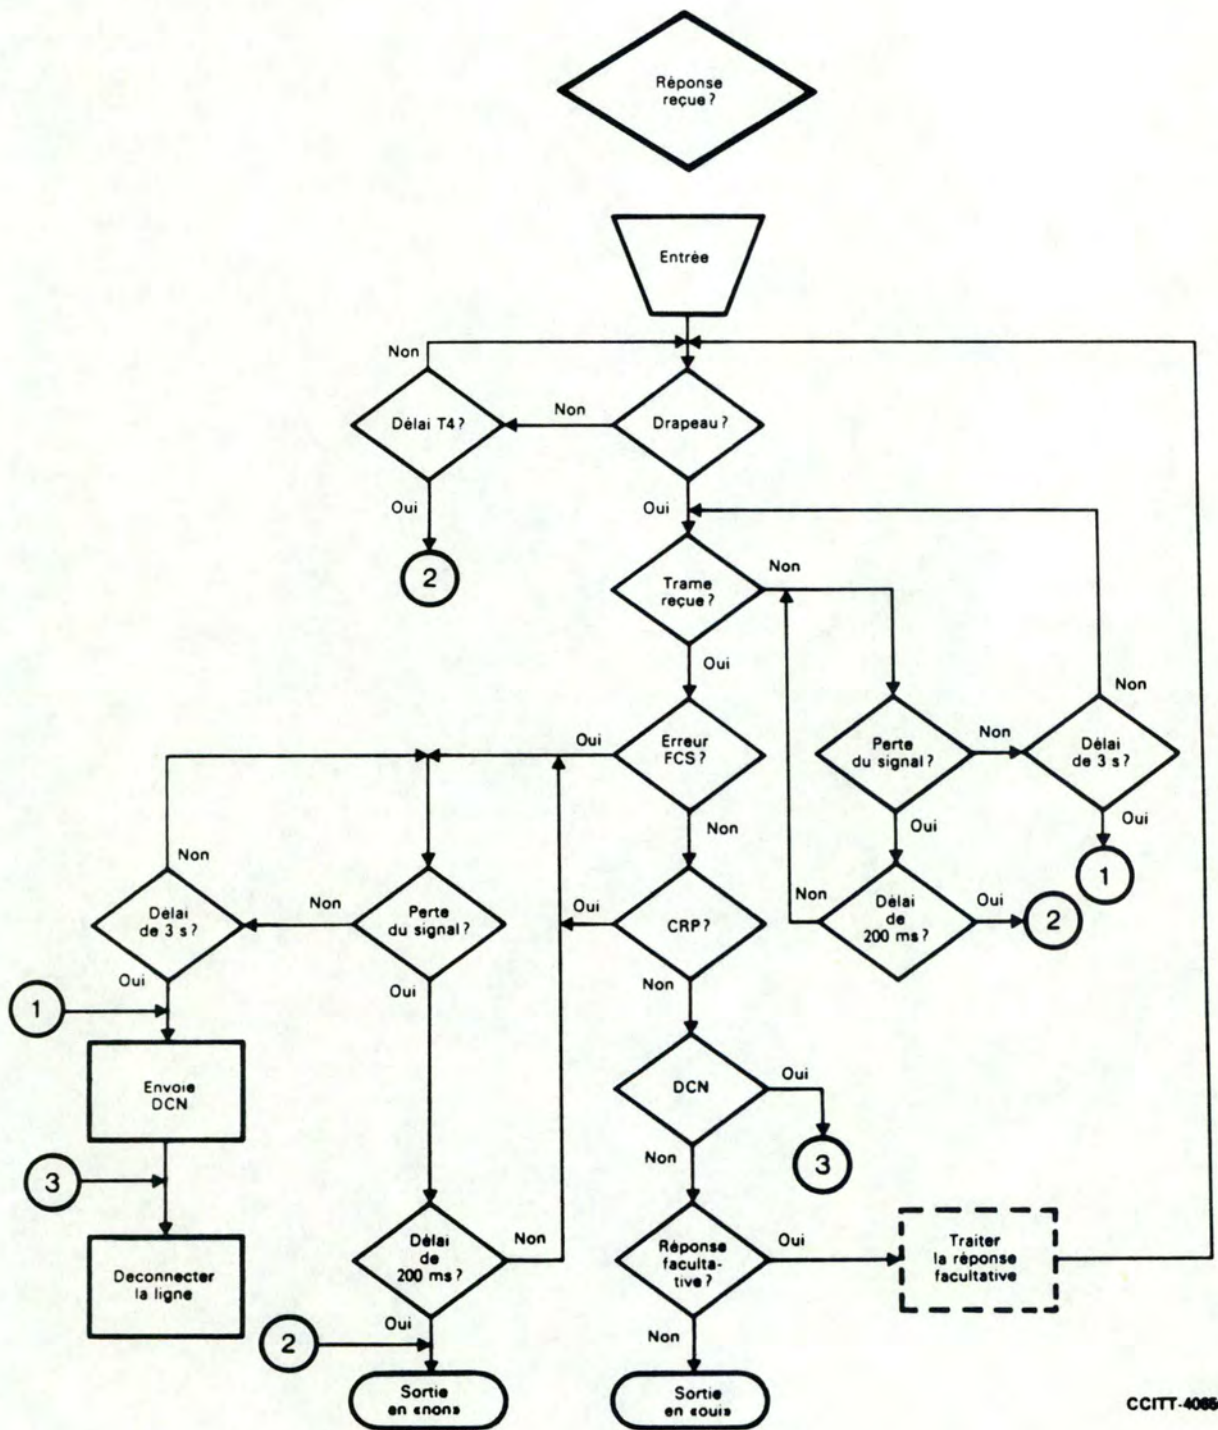 Réponse
reçue?
Entrée
Non
Délai T4?
Non
Drapeau?
Oui
Oui
2
Trame
reçue?
Non
Oui
Non
Oui
Erreur
FCS?
Perte
du signal?
Non
Délai
de 3 s?
Non
Oui
Oui
1
Non
Délai
de 3 s?
Non
Perte
du signal?
Oui
CRP?
Non
Délai
de
200 ms?
Oui
2
Oui
Oui
Non
1
Envoie
DCN
DCN
Oui
3
Non
3
Déconnecter
la ligne
Délai
de
200 ms?
Non
Réponse
faculta-
tive?
Oui
Traiter
la réponse
facultative
2
Oui
Non
Sortie
en «non»
Sortie
en «oui»